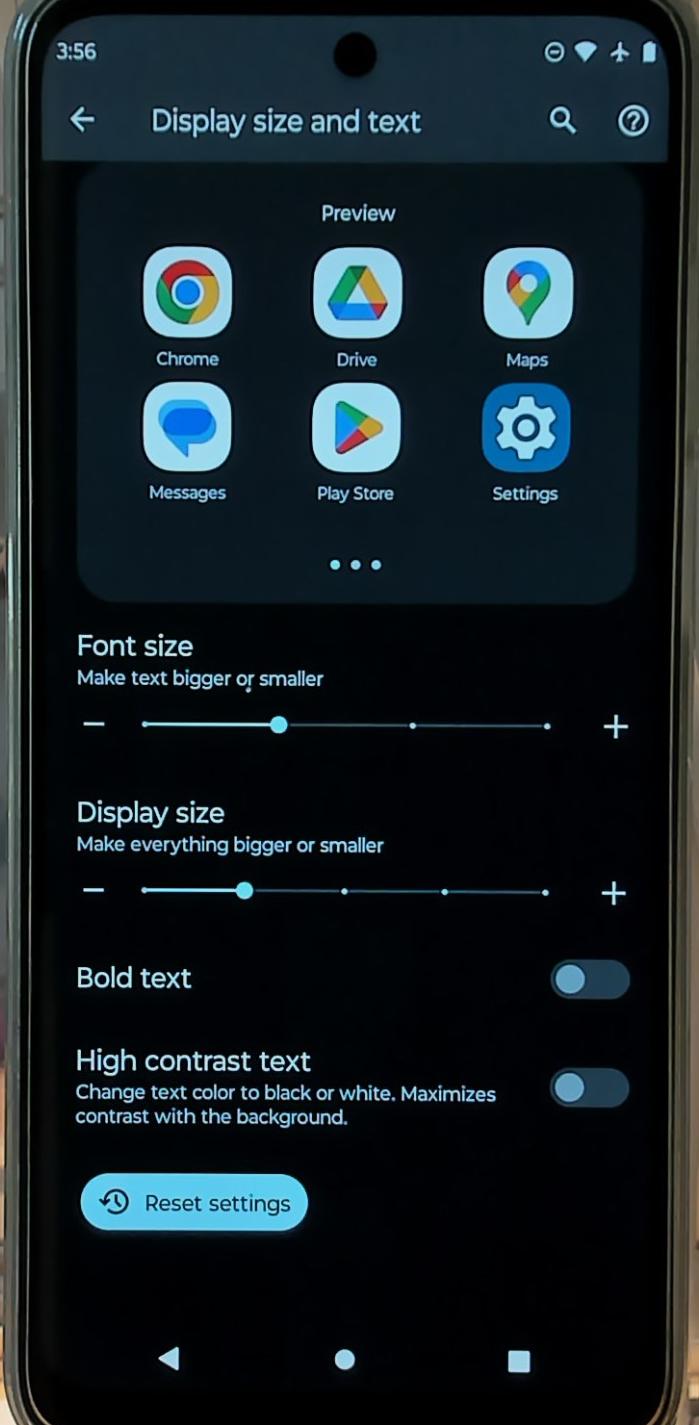 3:56
Display size and text
Preview
Chrome Drive Maps
Messages Play Store Settings
Font size
Make text bigger or smaller
Display size
Make everything bigger or smaller
Bold text
High contrast text
Change text color to black or white. Maximizes
contrast with the background.
Reset settings